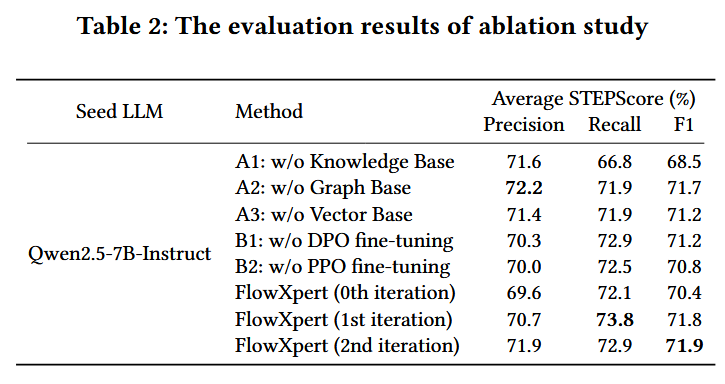 Table 2: The evaluation results of ablation study
Seed LLM Method Average STEPScore (%)
Precision Recall F1
A1: w/o Knowledge Base 71.6 66.8 68.5
A2: w/o Graph Base 72.2 71.9 71.7
A3: w/o Vector Base 71.4 71.9 71.2
B1: w/o DPO fine-tuning 70.3 72.9 71.2
Qwen2.5-7B-Instruct
B2: w/o PPO fine-tuning 70.0 72.5 70.8
FlowXpert (0th iteration) 69.6 72.1 70.4
FlowXpert (1st iteration) 70.7 73.8 71.8
FlowXpert (2nd iteration) 71.9 72.9 71.9